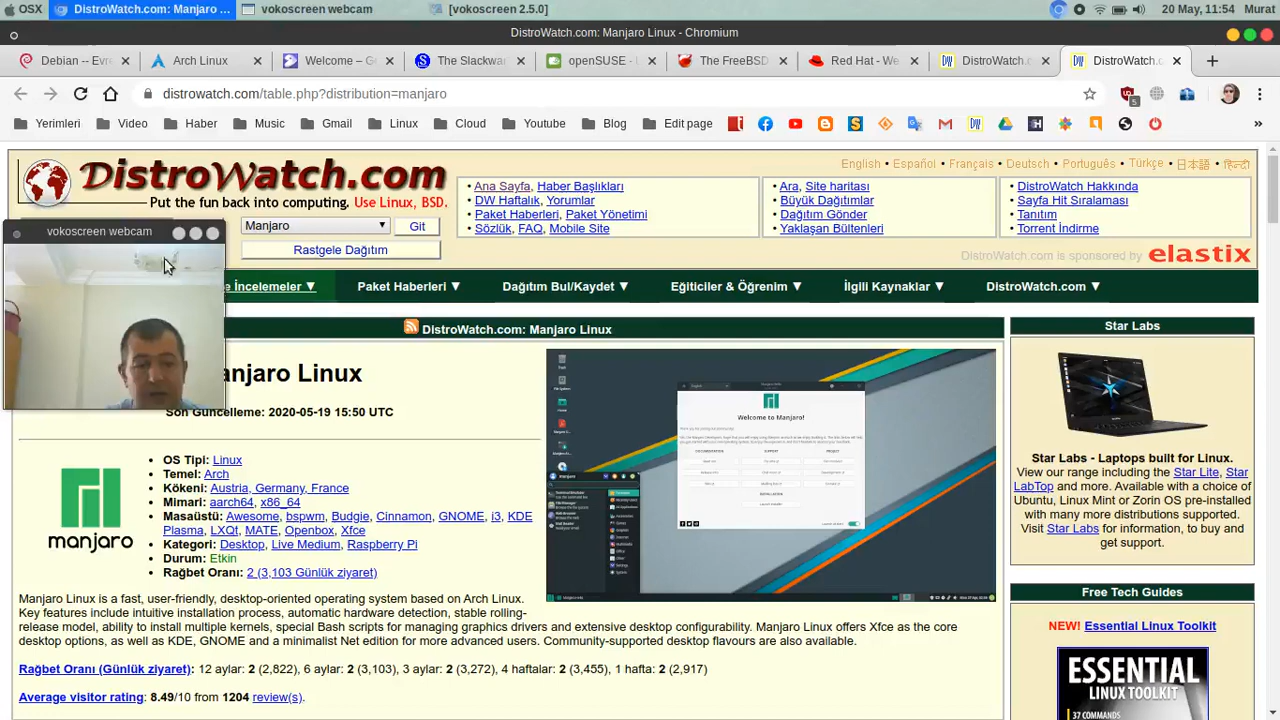 OSX
DistroWatch.com: Manjaro ...
vokoscreen webcam
[vokoscreen 2.5.0]
20 May, 11:54
Murat
DistroWatch.com: Manjaro Linux - Chromium
Debian -- Evre
Arch Linux
Welcome – Ge
The Slackwa
openSUSE -
The FreeBSD
Red Hat - We
DistroWatch.c
DistroWatch.c
distrowatch.com/table.php?distribution=manjaro
5
Yerimleri
Video
Haber
Music
Gmail
Linux
Cloud
Youtube
Blog
Edit page
»
DISTROWATCH.COM
Put the fun back into computing. Use Linux, BSD.
English • Español • Français • Deutsch • Português • Türkçe • 日本語 • हिन्दी
• Ana Sayfa, Haber Başlıkları
• DW Haftalık, Yorumlar
• Paket Haberleri, Paket Yönetimi
• Sözlük, FAQ, Mobile Site
• Ara, Site haritası
• Büyük Dağıtımlar
• Dağıtım Gönder
• Yaklaşan Bültenleri
• DistroWatch Hakkında
• Sayfa Hit Sıralaması
• Tanıtım
• Torrent İndirme
Manjaro
Git
Rastgele Dağıtım
DistroWatch.com is sponsored by elastix
vokoscreen webcam
e İncelemeler ▼
Paket Haberleri ▼
Dağıtım Bul/Kaydet ▼
Eğiticiler & Öğrenim ▼
İlgili Kaynaklar ▼
DistroWatch.com ▼
DistroWatch.com: Manjaro Linux
anjaro Linux
Son Güncelleme: 2020-05-19 15:50 UTC
• OS Tipi: Linux
• Temel: Arch
• Kökeni: Austria, Germany, France
• Mimari: aarch64, x86_64
• Masaüstü: Awesome, bspwm, Budgie, Cinnamon, GNOME, i3, KDE
Plasma, LXQt, MATE, Openbox, Xfce
• Kategori: Desktop, Live Medium, Raspberry Pi
• Durum: Etkin
• Rağbet Oranı: 2 (3,103 Günlük ziyaret)
manjaro
Welcome to Manjaro!
Manjaro Linux is a fast, user-friendly, desktop-oriented operating system based on Arch Linux.
Key features include intuitive installation process, automatic hardware detection, stable rolling-
release model, ability to install multiple kernels, special Bash scripts for managing graphics drivers and extensive desktop configurability. Manjaro Linux offers Xfce as the core
desktop options, as well as KDE, GNOME and a minimalist Net edition for more advanced users. Community-supported desktop flavours are also available.
Rağbet Oranı (Günlük ziyaret): 12 aylar: 2 (2,822), 6 aylar: 2 (3,103), 3 aylar: 2 (3,272), 4 haftalar: 2 (3,455), 1 hafta: 2 (2,917)
Average visitor rating: 8.49/10 from 1204 review(s).
Star Labs
Star Labs - Laptops built for Linux.
View our range including the Star Lite, Star
LabTop and more. Available with a choice of
Ubuntu, Linux Mint or Zorin OS pre-installed
with many more distributions supported.
Visit Star Labs for information, to buy and
get support.
Free Tech Guides
NEW! Essential Linux Toolkit
ESSENTIAL
LINUX TOOLKIT
37 COMMANDS